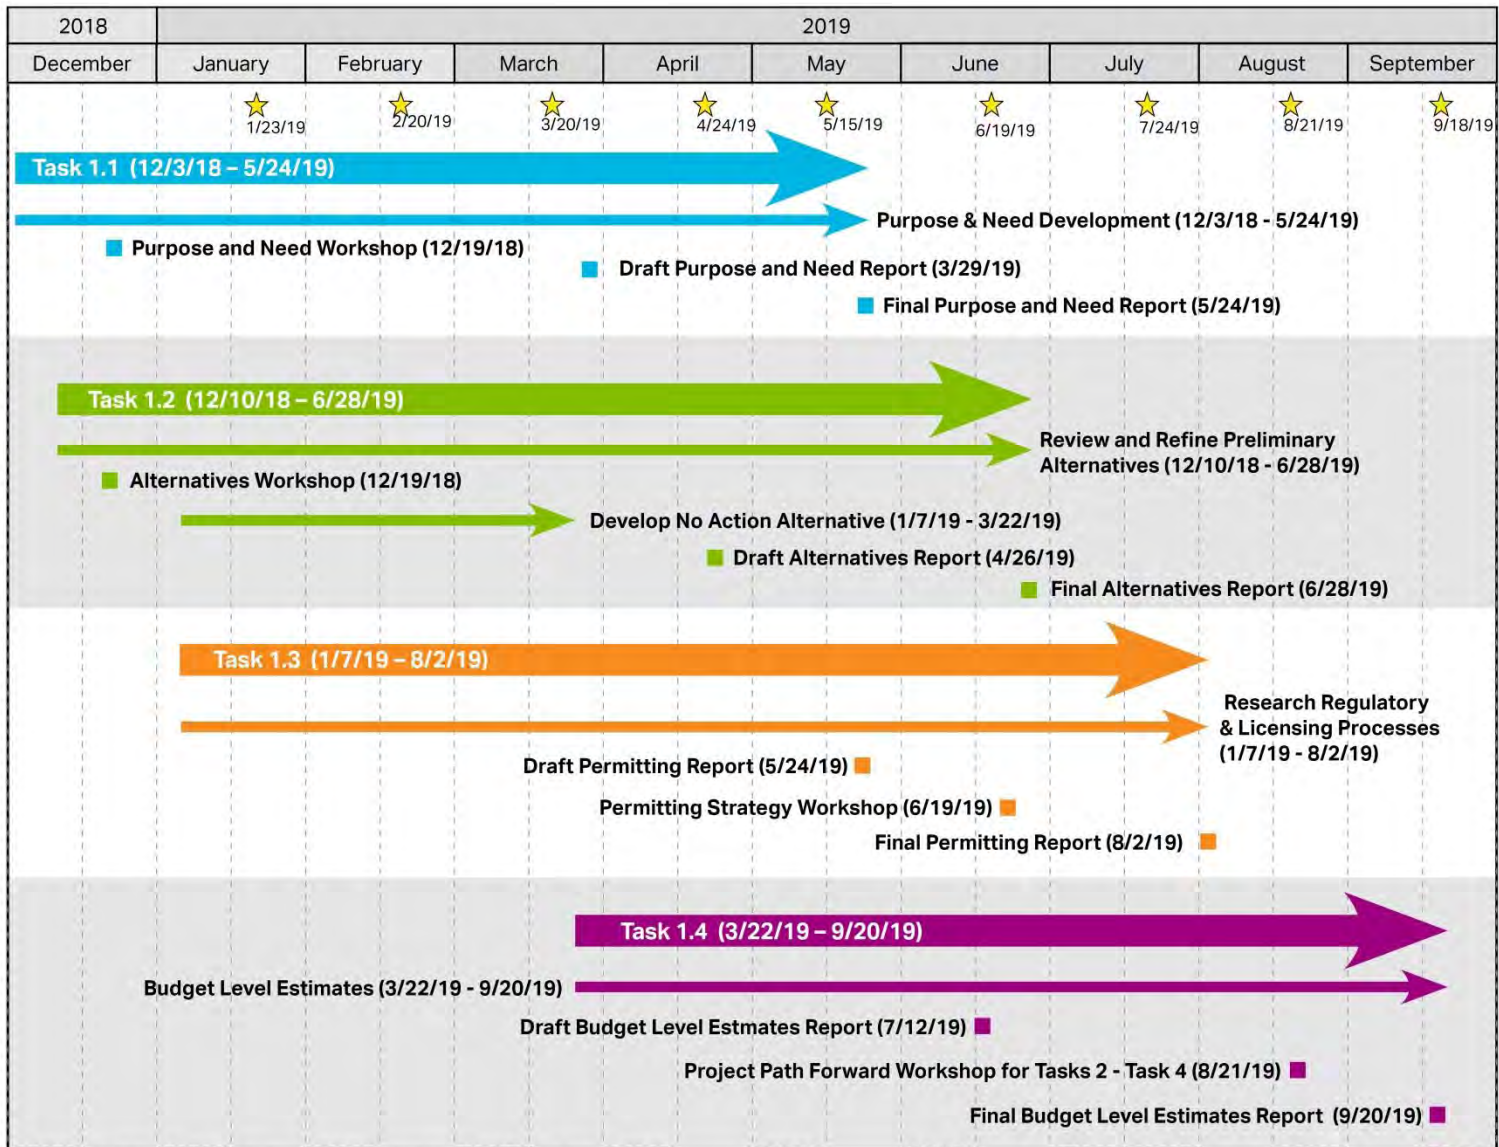 2018
2019
December
January
February
March
April
May
June
July
August
September
1/23/19
2/20/19
3/20/19
4/24/19
5/15/19
6/19/19
7/24/19
8/21/19
9/18/19
Task 1.1 (12/3/18 – 5/24/19)
Purpose & Need Development (12/3/18 - 5/24/19)
Purpose and Need Workshop (12/19/18)
Draft Purpose and Need Report (3/29/19)
Final Purpose and Need Report (5/24/19)
Task 1.2 (12/10/18 – 6/28/19)
Review and Refine Preliminary
Alternatives (12/10/18 - 6/28/19)
Alternatives Workshop (12/19/18)
Develop No Action Alternative (1/7/19 - 3/22/19)
Draft Alternatives Report (4/26/19)
Final Alternatives Report (6/28/19)
Task 1.3 (1/7/19 – 8/2/19)
Research Regulatory
& Licensing Processes
(1/7/19 - 8/2/19)
Draft Permitting Report (5/24/19)
Permitting Strategy Workshop (6/19/19)
Final Permitting Report (8/2/19)
Task 1.4 (3/22/19 – 9/20/19)
Budget Level Estimates (3/22/19 - 9/20/19)
Draft Budget Level Estmates Report (7/12/19)
Project Path Forward Workshop for Tasks 2 - Task 4 (8/21/19)
Final Budget Level Estimates Report (9/20/19)